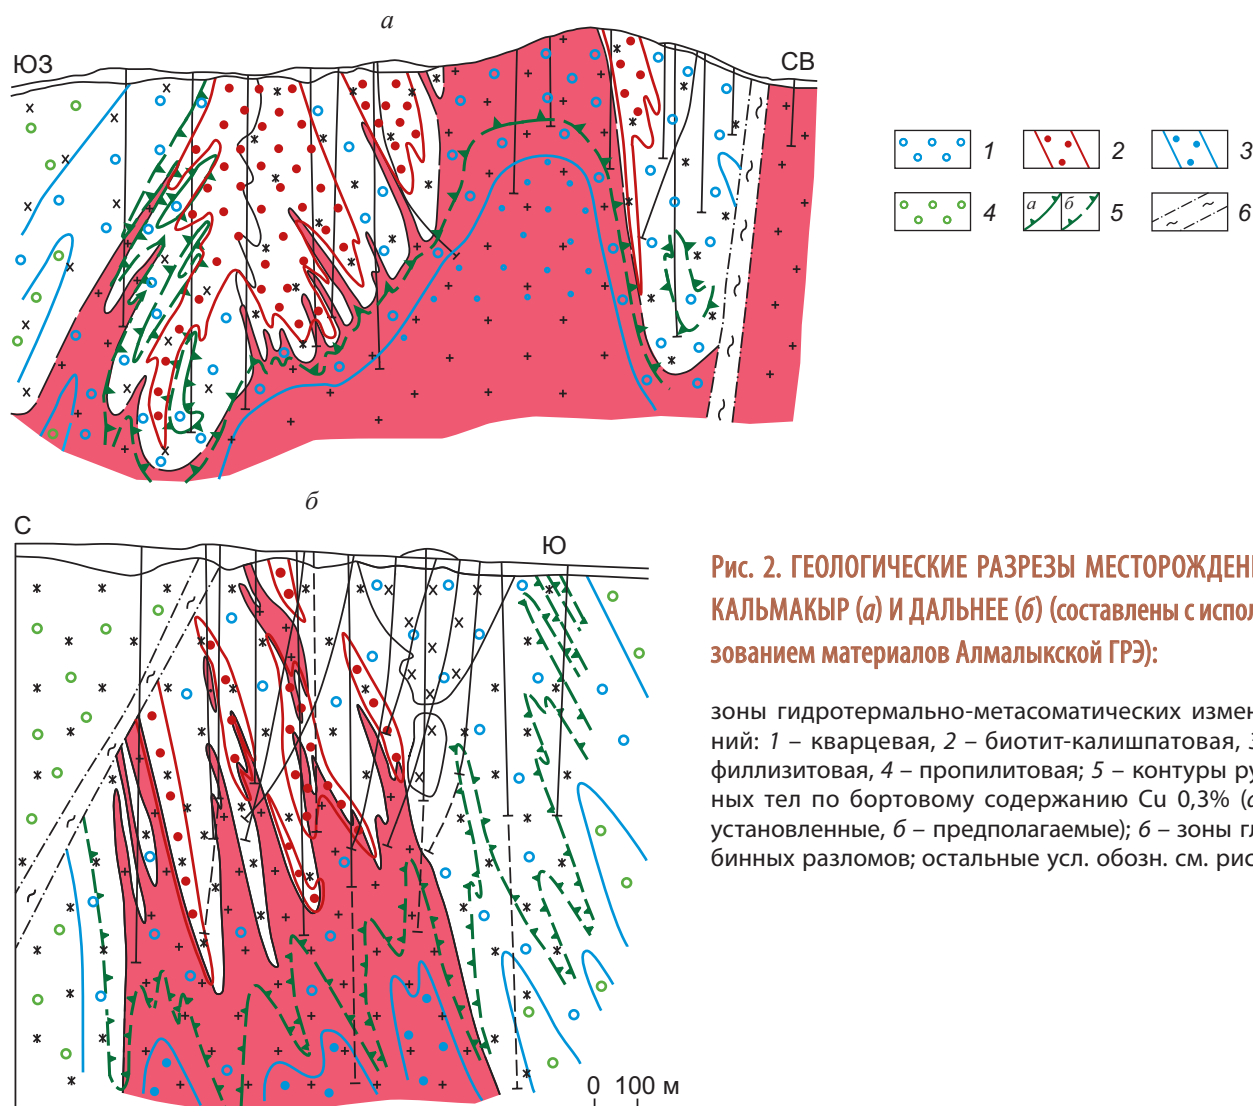 а
ЮЗ
СВ
1
2
3
4
а
б
5
6
б
С
Ю
0 100 м
Рис. 2. ГЕОЛОГИЧЕСКИЕ РАЗРЕЗЫ МЕСТОРОЖДЕН
КАЛЬМАКЫР (а) И ДАЛЬНЕЕ (б) (составлены с испол
зованием материалов Алмалыкской ГРЭ):
зоны гидротермально-метасоматических измен
ний: 1 – кварцевая, 2 – биотит-калишпатовая, 3
филлизитовая, 4 – пропилитовая; 5 – контуры ру
ных тел по бортовому содержанию Cu 0,3% (а
установленные, б – предполагаемые); 6 – зоны гл
бинных разломов; остальные усл. обозн. см. рис